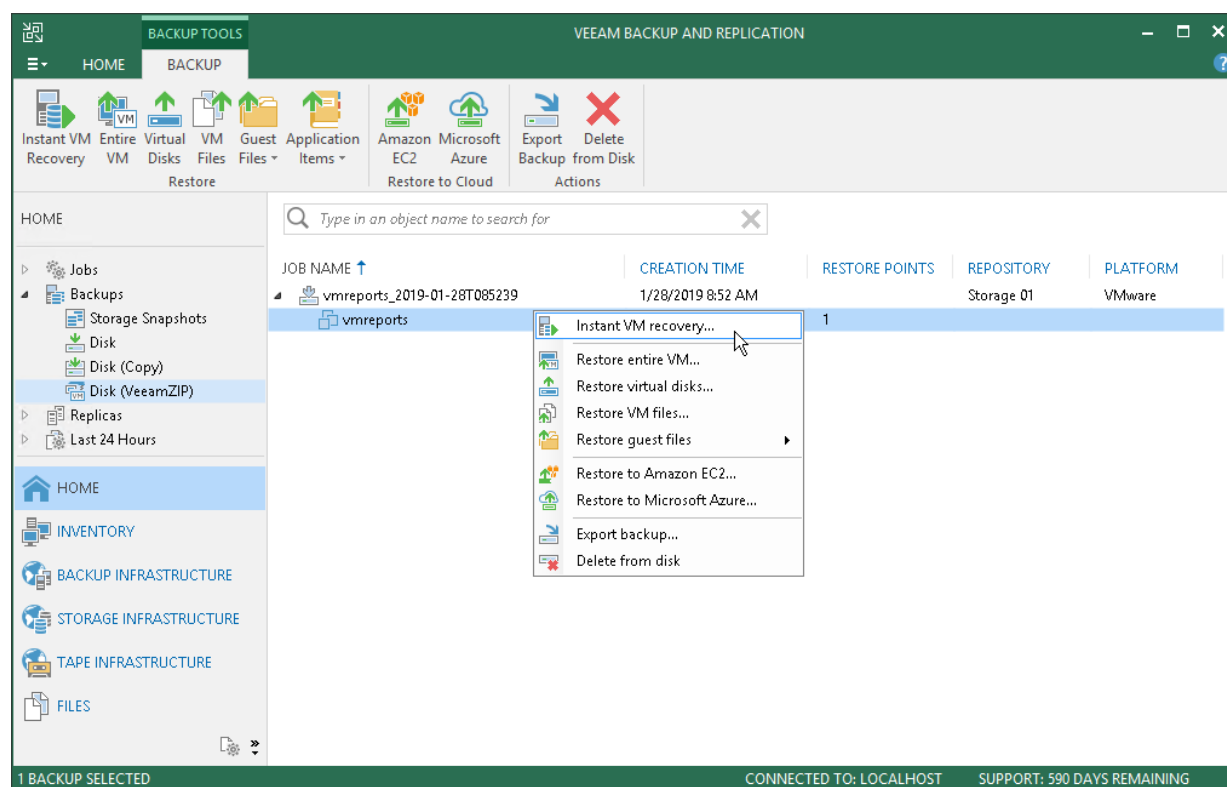 BACKUP TOOLS
VEEAM BACKUP AND REPLICATION
HOME
BACKUP
Instant VM Recovery
Entire VM
Virtual Disks
VM Files
Guest Files
Application Items
Amazon EC2
Microsoft Azure
Export Backup
Delete from Disk
Restore
Restore to Cloud
Actions
HOME
Type in an object name to search for
Jobs
Backups
Storage Snapshots
Disk
Disk (Copy)
Disk (VeeamZIP)
Replicas
Last 24 Hours
HOME
INVENTORY
BACKUP INFRASTRUCTURE
STORAGE INFRASTRUCTURE
TAPE INFRASTRUCTURE
FILES
JOB NAME CREATION TIME RESTORE POINTS REPOSITORY PLATFORM
vmreports_2019-01-28T085239 1/28/2019 8:52 AM Storage 01 VMware
vmreports 1
Instant VM recovery...
Restore entire VM...
Restore virtual disks...
Restore VM files...
Restore guest files
Restore to Amazon EC2...
Restore to Microsoft Azure...
Export backup...
Delete from disk
1 BACKUP SELECTED
CONNECTED TO: LOCALHOST
SUPPORT: 590 DAYS REMAINING